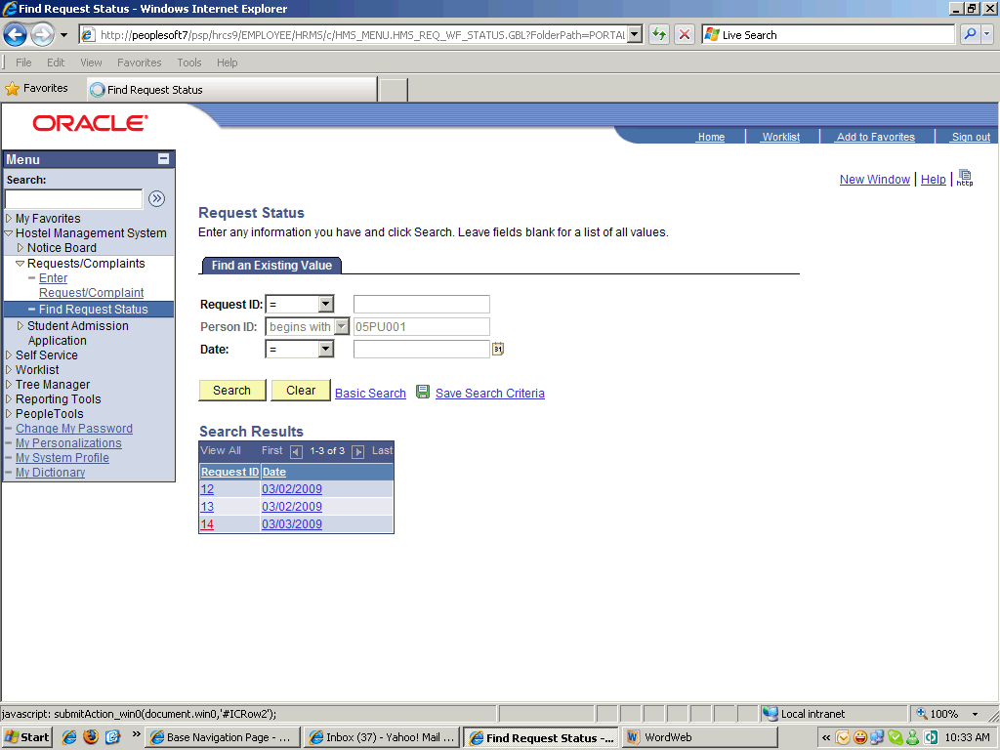 Find Request Status - Windows Internet Explorer
http://peoplesoft7/psp/hrcs9/EMPLOYEE/HRMS/c/HMS_MENU.HMS_REQ_WF_STATUS.GBL?FolderPath=PORTAL
Live Search
File Edit View Favorites Tools Help
Favorites Find Request Status
ORACLE®
Home Worklist Add to Favorites Sign out
Menu
Search:
My Favorites
Hostel Management System
Notice Board
Requests/Complaints
Enter
Request/Complaint
Find Request Status
Student Admission
Application
Self Service
Worklist
Tree Manager
Reporting Tools
PeopleTools
Change My Password
My Personalizations
My System Profile
My Dictionary
New Window | Help | http
Request Status
Enter any information you have and click Search. Leave fields blank for a list of all values.
Find an Existing Value
Request ID: =
Person ID: begins with 05PU001
Date: = 31
Search Clear Basic Search Save Search Criteria
Search Results
View All First 1-3 of 3 Last
Request ID Date
12 03/02/2009
13 03/02/2009
14 03/03/2009
javascript: submitAction_win0(document.win0,'#ICRow2'); Local intranet 100%
Start » Base Navigation Page - ... Inbox (37) - Yahoo! Mail ... Find Request Status -... WordWeb « 10:33 AM